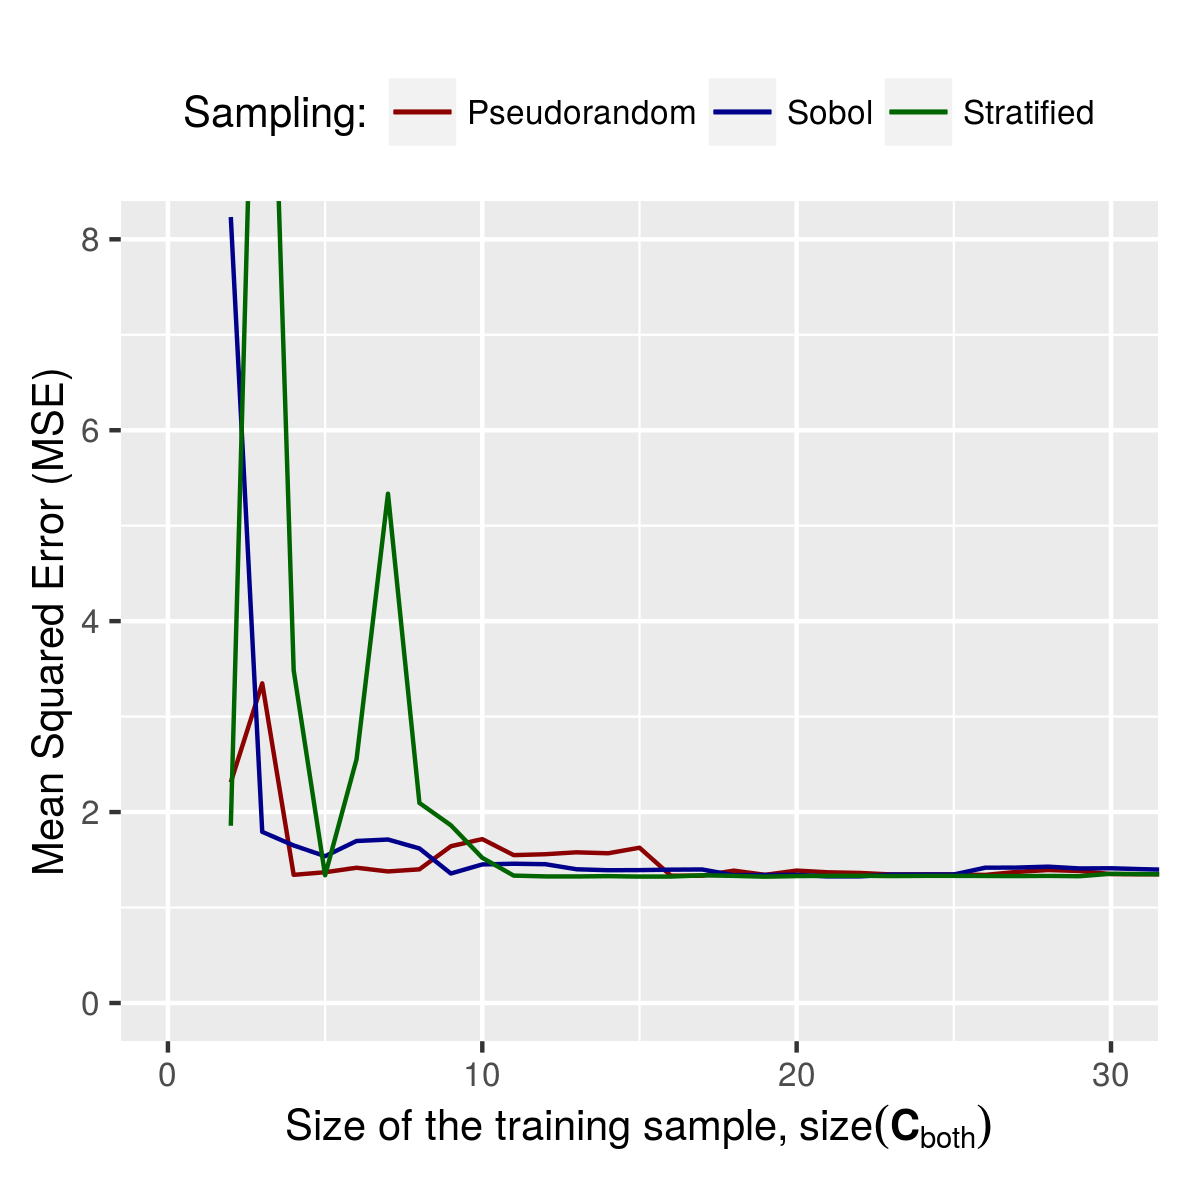 Sampling: Pseudorandom Sobol Stratified
8
6
4
2
0
Mean Squared Error (MSE)
0 10 20 30
Size of the training sample, size(C_both)